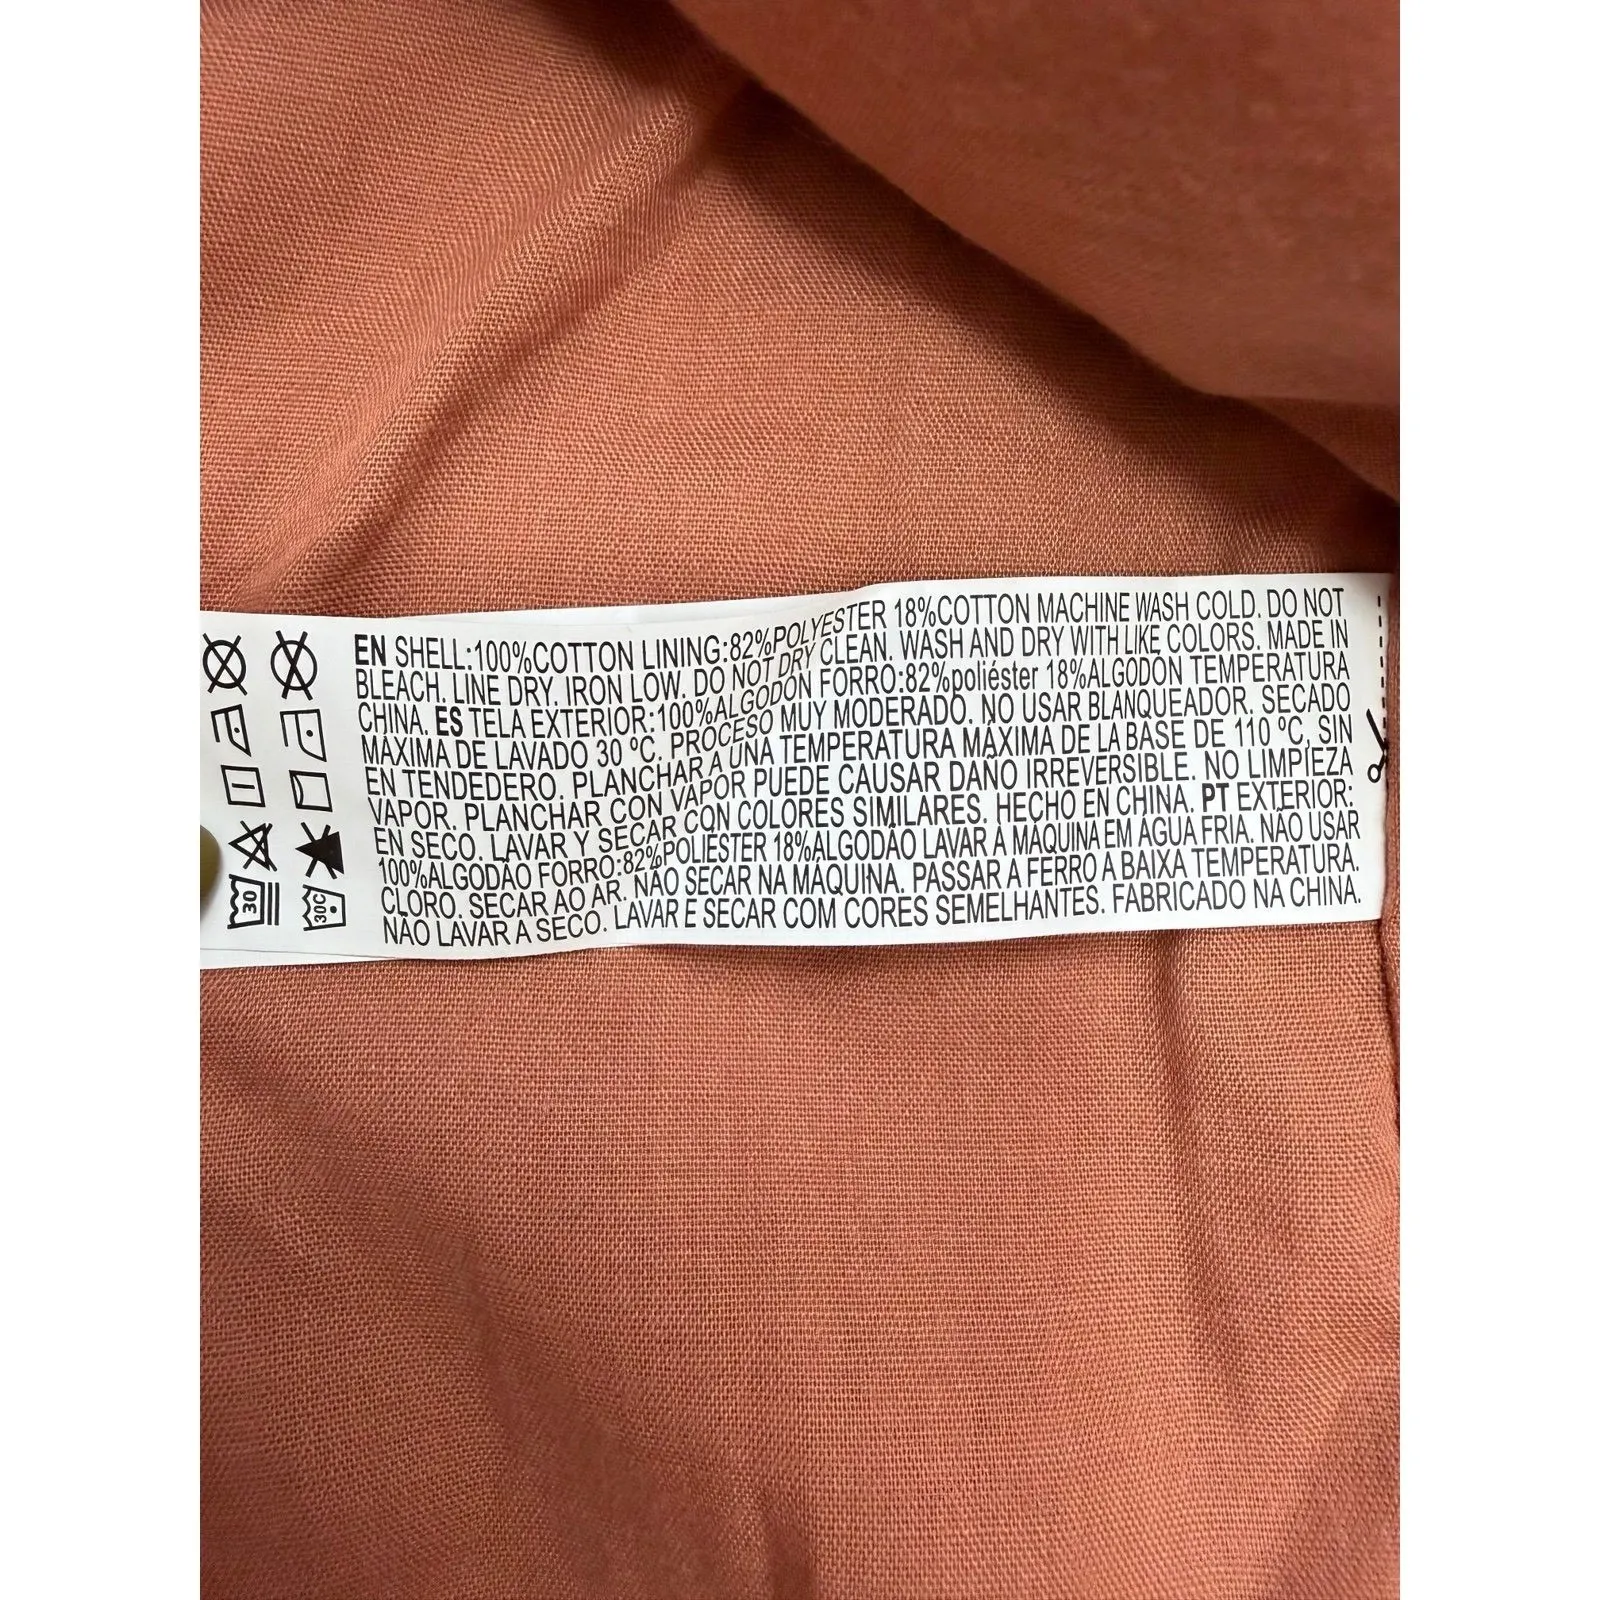 EN SHELL:100%COTTON LINING:82%POLYESTER 18%COTTON MACHINE WASH COLD. DO NOT
BLEACH. LINE DRY. IRON LOW. DO NOT DRY CLEAN. WASH AND DRY WITH LIKE COLORS. MADE IN
CHINA. ES TELA EXTERIOR:100%ALGODÓN FORRO:82%poliéster 18%ALGODÓN TEMPERATURA
MÁXIMA DE LAVADO 30 ºC. PROCESO MUY MODERADO. NO USAR BLANQUEADOR. SECADO
EN TENDEDERO. PLANCHAR A UNA TEMPERATURA MÁXIMA DE LA BASE DE 110 ºC, SIN
VAPOR. PLANCHAR CON VAPOR PUEDE CAUSAR DAÑO IRREVERSIBLE. NO LIMPIEZA
EN SECO. LAVAR Y SECAR CON COLORES SIMILARES. HECHO EN CHINA. PT EXTERIOR:
100%ALGODÃO FORRO:82%POLIÉSTER 18%ALGODÃO LAVAR À MÁQUINA EM ÁGUA FRIA. NÃO USAR
CLORO. SECAR AO AR. NÃO SECAR NA MÁQUINA. PASSAR A FERRO A BAIXA TEMPERATURA.
NÃO LAVAR A SECO. LAVAR E SECAR COM CORES SEMELHANTES. FABRICADO NA CHINA.
30
30C